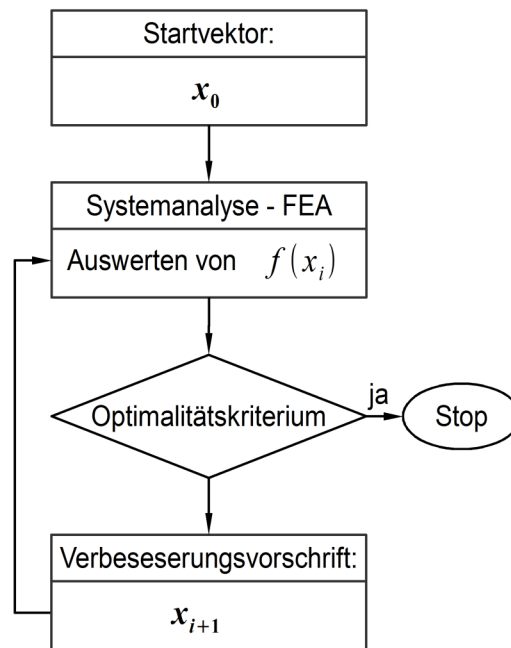 Startvektor:
x₀
Systemanalyse - FEA
Auswerten von f(xᵢ)
Optimalitätskriterium
ja
Stop
Verbeseserungsvorschrift:
xᵢ₊₁